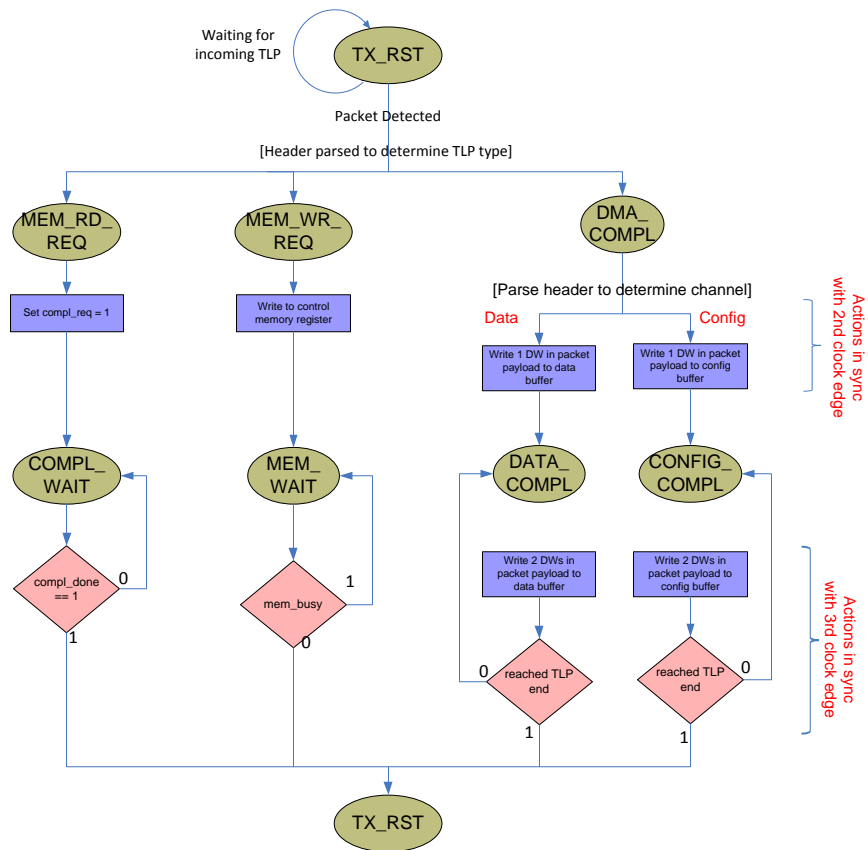 Waiting for
incoming TLP
TX_RST
Packet Detected
[Header parsed to determine TLP type]
MEM_RD_
REQ
MEM_WR_
REQ
DMA_
COMPL
[Parse header to determine channel]
Set compl_req = 1
Write to control
memory register
Data
Config
Write 1 DW in packet
payload to data
buffer
Write 1 DW in packet
payload to config
buffer
Actions in sync
with 2nd clock edge
COMPL_
WAIT
MEM_
WAIT
DATA_
COMPL
CONFIG_
COMPL
compl_done
== 1
0
1
mem_busy
1
0
Write 2 DWs in
packet payload to
data buffer
Write 2 DWs in
packet payload to
config buffer
reached TLP
end
0
1
reached TLP
end
0
1
Actions in sync
with 3rd clock edge
TX_RST